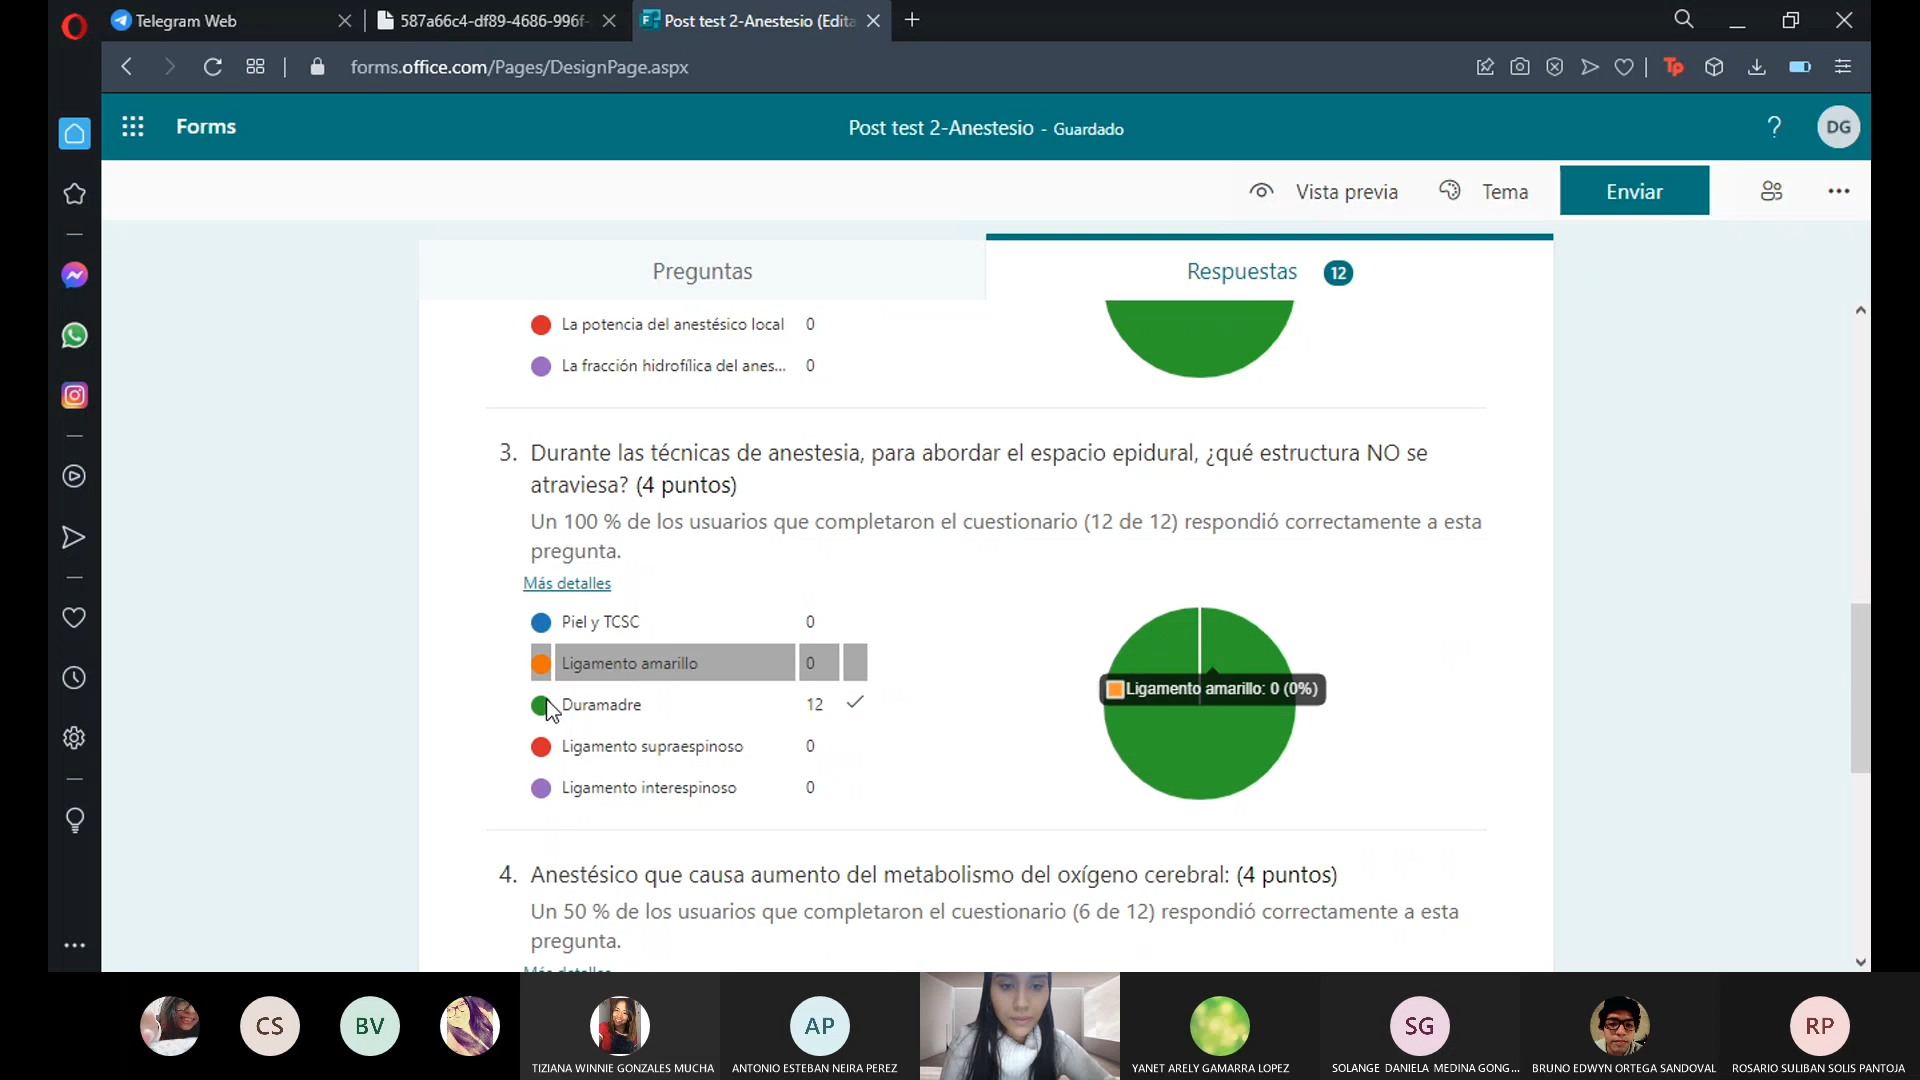 Telegram Web
587a66c4-df89-4686-996f-
Post test 2-Anestesio (Edita
forms.office.com/Pages/DesignPage.aspx
Tp
Forms
Post test 2-Anestesio - Guardado
?
DG
Vista previa
Tema
Enviar
Preguntas
Respuestas 12
La potencia del anestésico local 0
La fracción hidrofílica del anes... 0
3. Durante las técnicas de anestesia, para abordar el espacio epidural, ¿qué estructura NO se
atraviesa? (4 puntos)
Un 100 % de los usuarios que completaron el cuestionario (12 de 12) respondió correctamente a esta
pregunta.
Más detalles
Piel y TCSC 0
Ligamento amarillo 0
Duramadre 12
Ligamento supraespinoso 0
Ligamento interespinoso 0
Ligamento amarillo: 0 (0%)
4. Anestésico que causa aumento del metabolismo del oxígeno cerebral: (4 puntos)
Un 50 % de los usuarios que completaron el cuestionario (6 de 12) respondió correctamente a esta
pregunta.
Más detalles
CS
BV
AP
SG
RP
TIZIANA WINNIE GONZALES MUCHA
ANTONIO ESTEBAN NEIRA PEREZ
YANET ARELY GAMARRA LOPEZ
SOLANGE DANIELA MEDINA GONG...
BRUNO EDWYN ORTEGA SANDOVAL
ROSARIO SULIBAN SOLIS PANTOJA